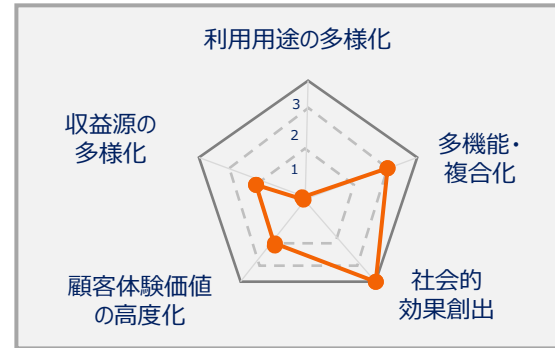 利用用途の多様化
3
2
1
収益源の
多様化
多機能・
複合化
顧客体験価値
の高度化
社会的
効果創出